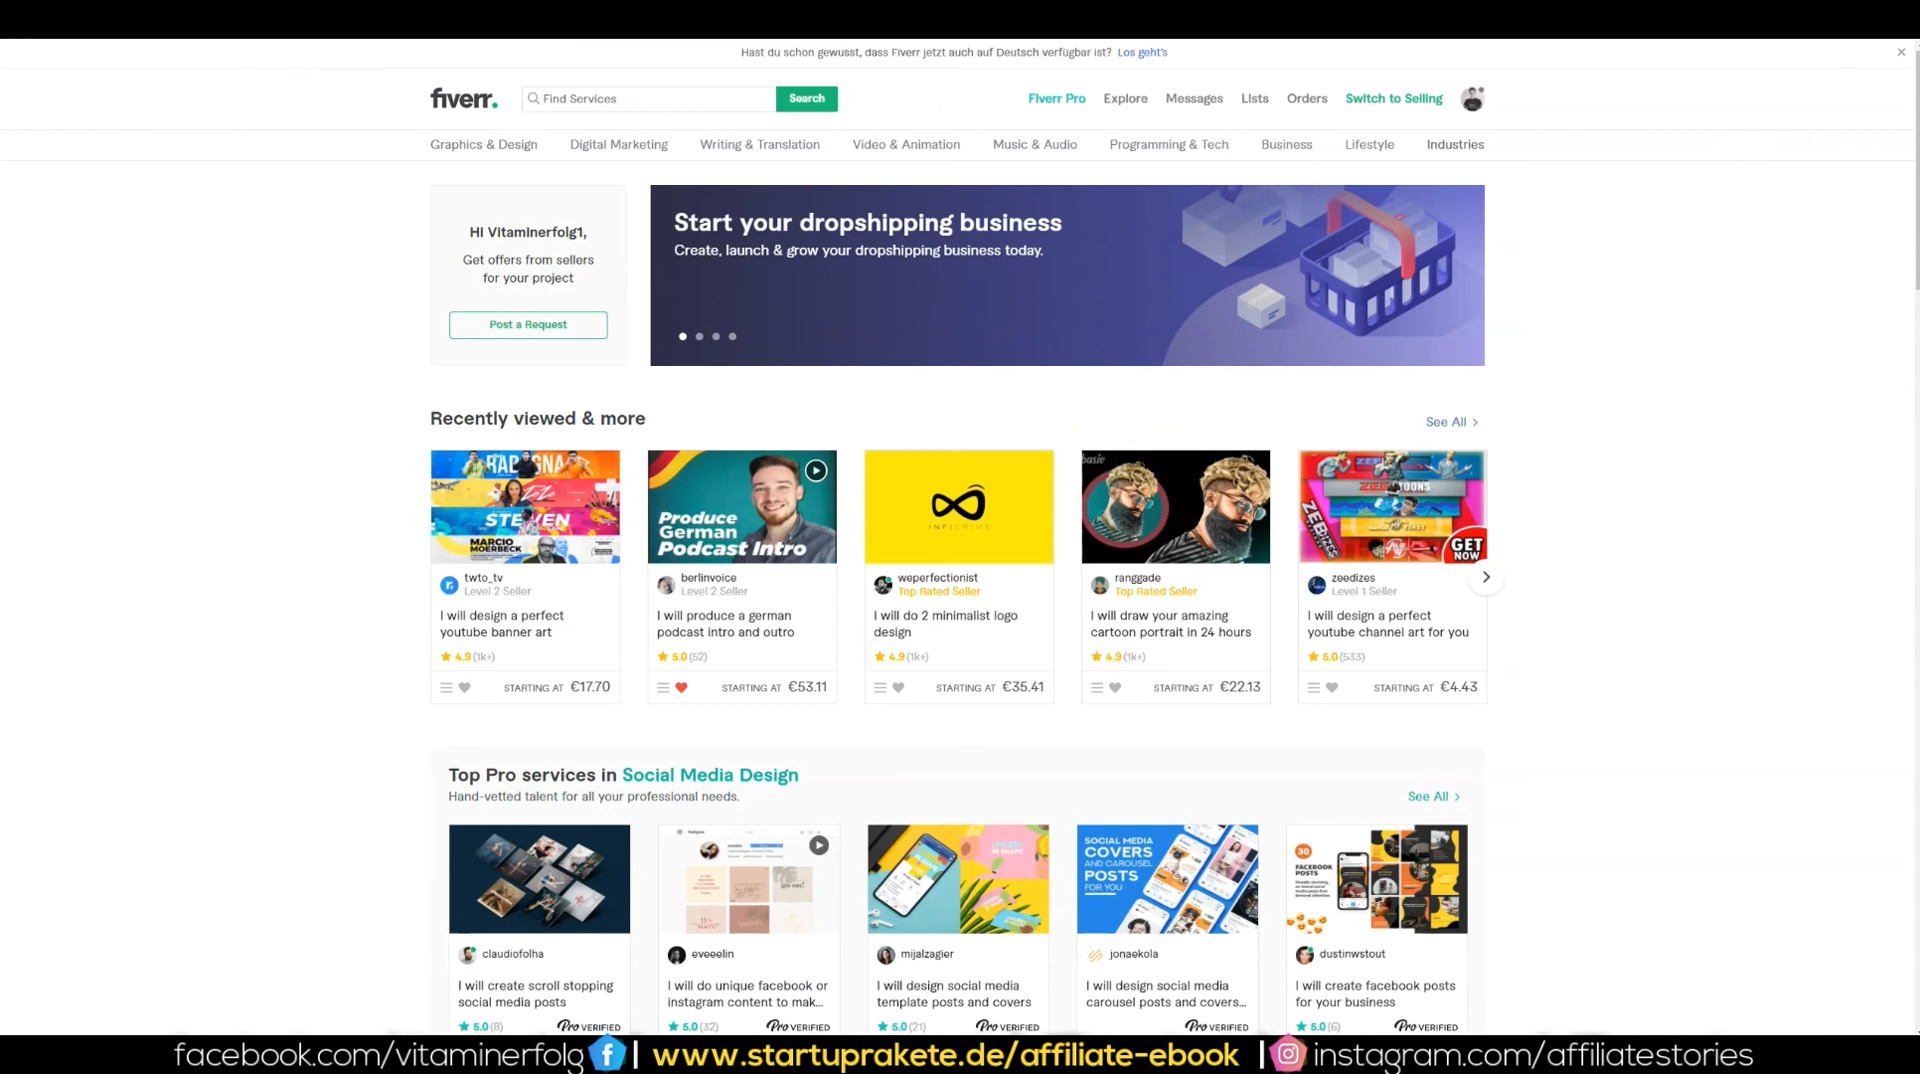 Hast du schon gewusst, dass Fiverr jetzt auch auf Deutsch verfügbar ist? Los geht's
fiverr.
Find Services
Search
Fiverr Pro
Explore
Messages
Lists
Orders
Switch to Selling
Graphics & Design
Digital Marketing
Writing & Translation
Video & Animation
Music & Audio
Programming & Tech
Business
Lifestyle
Industries
Hi Vitaminerfolg1,
Get offers from sellers
for your project
Post a Request
Start your dropshipping business
Create, launch & grow your dropshipping business today.
Recently viewed & more
See All
STEVEN
MARCIO
MOERBECK
twto_tv
Level 2 Seller
I will design a perfect
youtube banner art
4.9 (1k+)
STARTING AT €17.70
Produce
German
Podcast Intro
berlinvoice
Level 2 Seller
I will produce a german
podcast intro and outro
5.0 (52)
STARTING AT €53.11
weperfectionist
Top Rated Seller
I will do 2 minimalist logo
design
4.9 (1k+)
STARTING AT €35.41
basic
ranggade
Top Rated Seller
I will draw your amazing
cartoon portrait in 24 hours
4.9 (1k+)
STARTING AT €22.13
ZEEDIZES
GET
NOW
zeedizes
Level 1 Seller
I will design a perfect
youtube channel art for you
5.0 (533)
STARTING AT €4.43
Top Pro services in Social Media Design
Hand-vetted talent for all your professional needs.
See All
claudiofolha
I will create scroll stopping
social media posts
5.0 (8)
Pro VERIFIED
eveeelin
I will do unique facebook or
instagram content to mak...
5.0 (32)
Pro VERIFIED
mijalzagier
I will design social media
template posts and covers
5.0 (21)
Pro VERIFIED
SOCIAL MEDIA
COVERS
AND CAROUSEL
POSTS
FOR YOU
jonaekola
I will design social media
carousel posts and covers...
Pro VERIFIED
30
FACEBOOK
POSTS
dustinwstout
I will create facebook posts
for your business
5.0 (6)
Pro VERIFIED
facebook.com/vitaminerfolg | www.startuprakete.de/affiliate-ebook | instagram.com/affiliatestories